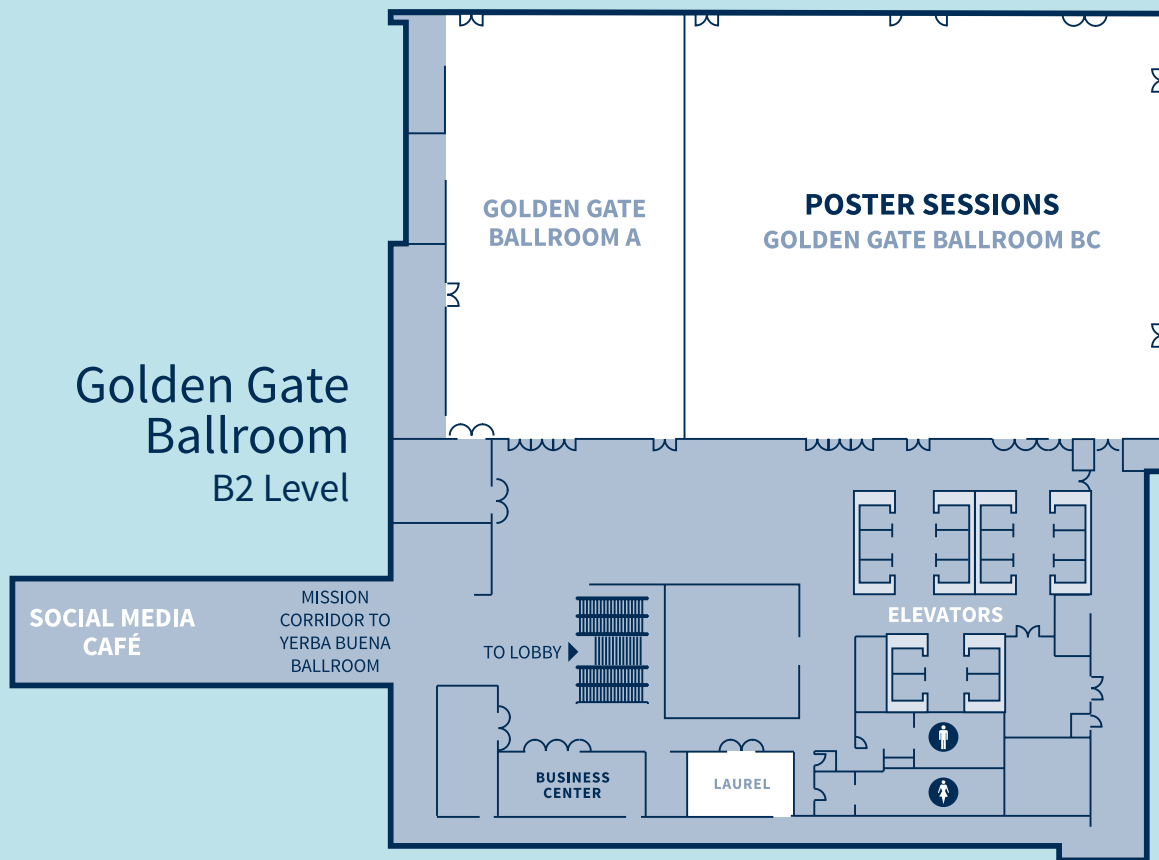 GOLDEN GATE
BALLROOM A
POSTER SESSIONS
GOLDEN GATE BALLROOM BC
Golden Gate
Ballroom
B2 Level
SOCIAL MEDIA
CAFÉ
MISSION
CORRIDOR TO
YERBA BUENA
BALLROOM
TO LOBBY
ELEVATORS
BUSINESS
CENTER
LAUREL